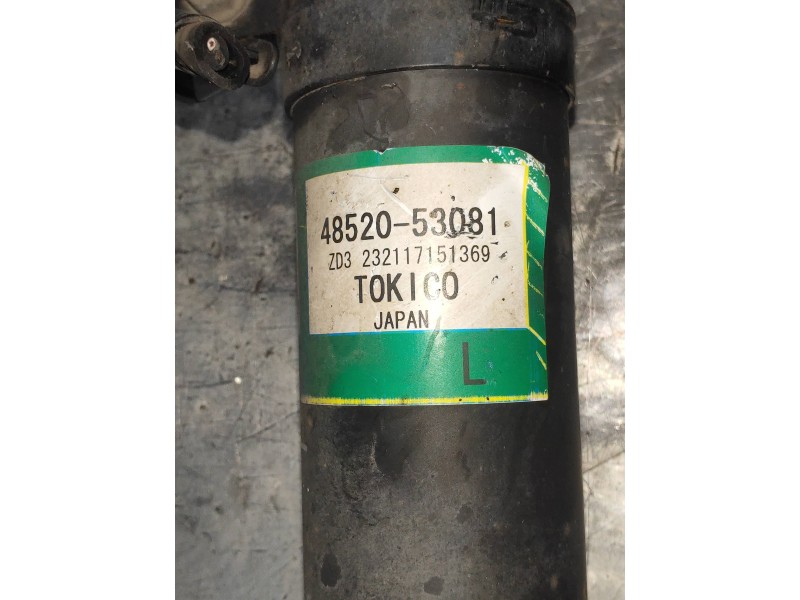 48520-53081
ZD3 232117151369
TOKICO
JAPAN
L